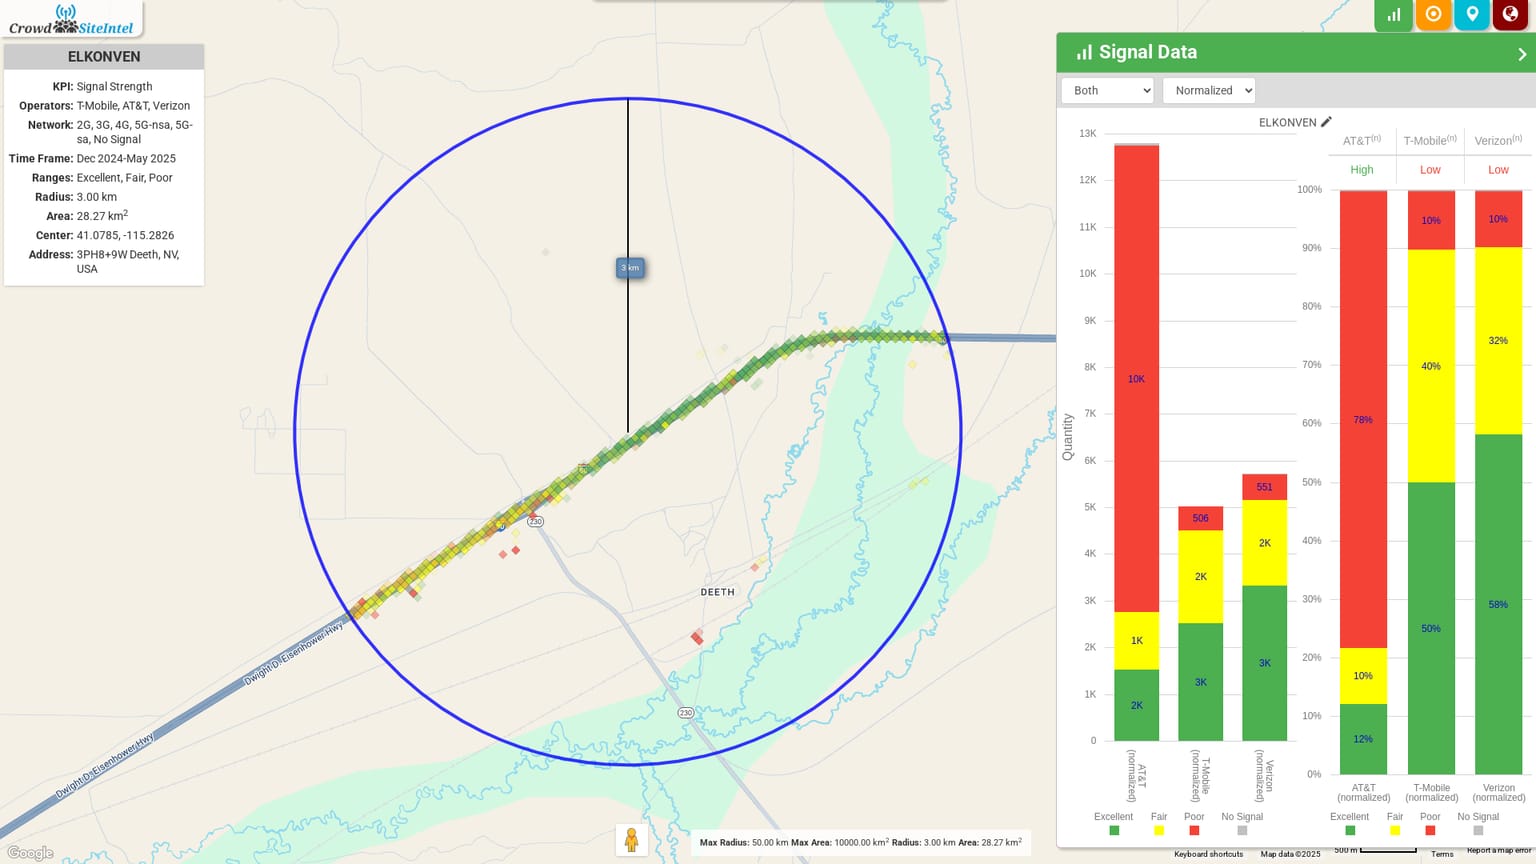 Crowd SiteIntel
ELKONVEN
KPI: Signal Strength
Operators: T-Mobile, AT&T, Verizon
Network: 2G, 3G, 4G, 5G-nsa, 5G-
sa, No Signal
Time Frame: Dec 2024-May 2025
Ranges: Excellent, Fair, Poor
Radius: 3.00 km
Area: 28.27 km²
Center: 41.0785, -115.2826
Address: 3PH8+9W Deeth, NV,
USA
3 km
230
DEETH
230
Dwight D. Eisenhower Hwy
Dwight D. Eisenhower Hwy
Google
Max Radius: 50.00 km Max Area: 10000.00 km² Radius: 3.00 km Area: 28.27 km²
Signal Data
Both
Normalized
ELKONVEN
Quantity
13K
12K
11K
10K
9K
8K
7K
6K
5K
4K
3K
2K
1K
0
10K
1K
2K
506
2K
3K
551
2K
3K
AT&T
(normalized)
T-Mobile
(normalized)
Verizon
(normalized)
Excellent Fair Poor No Signal
AT&T(n) T-Mobile(n) Verizon(n)
High Low Low
100%
90%
80%
70%
60%
50%
40%
30%
20%
10%
0%
78%
10%
12%
10%
40%
50%
10%
32%
58%
AT&T
(normalized)
T-Mobile
(normalized)
Verizon
(normalized)
Excellent Fair Poor No Signal
Keyboard shortcuts Map data ©2025 500 m Terms Report a map error